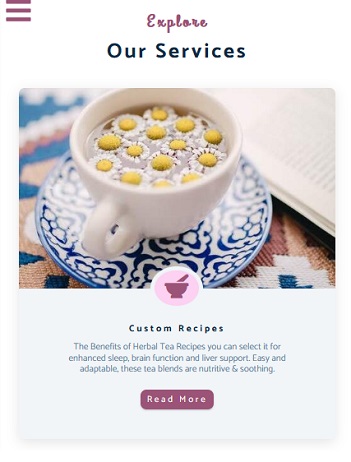 Explore
Our Services
Custom Recipes
The Benefits of Herbal Tea Recipes you can select it for
enhanced sleep, brain function and liver support. Easy and
adaptable, these tea blends are nutritive & soothing.
Read More